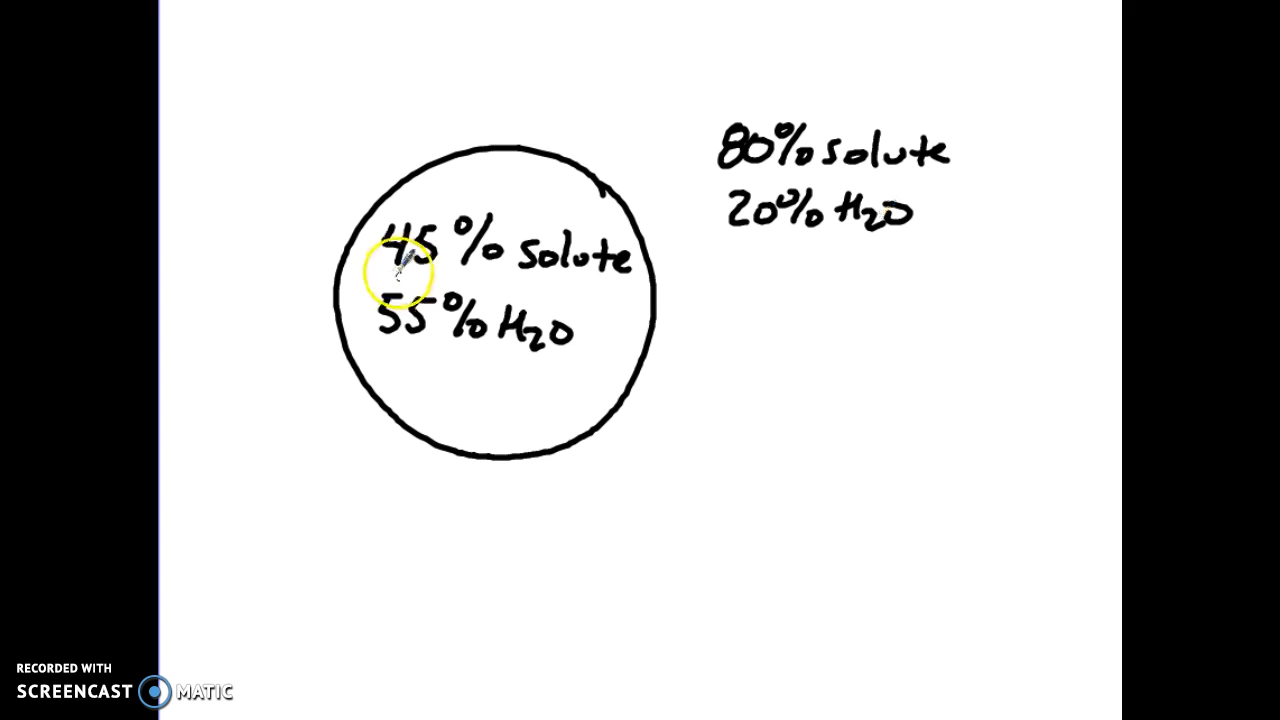 80% solute
20% H2O
45% solute
55% H2O
RECORDED WITH
SCREENCAST MATIC